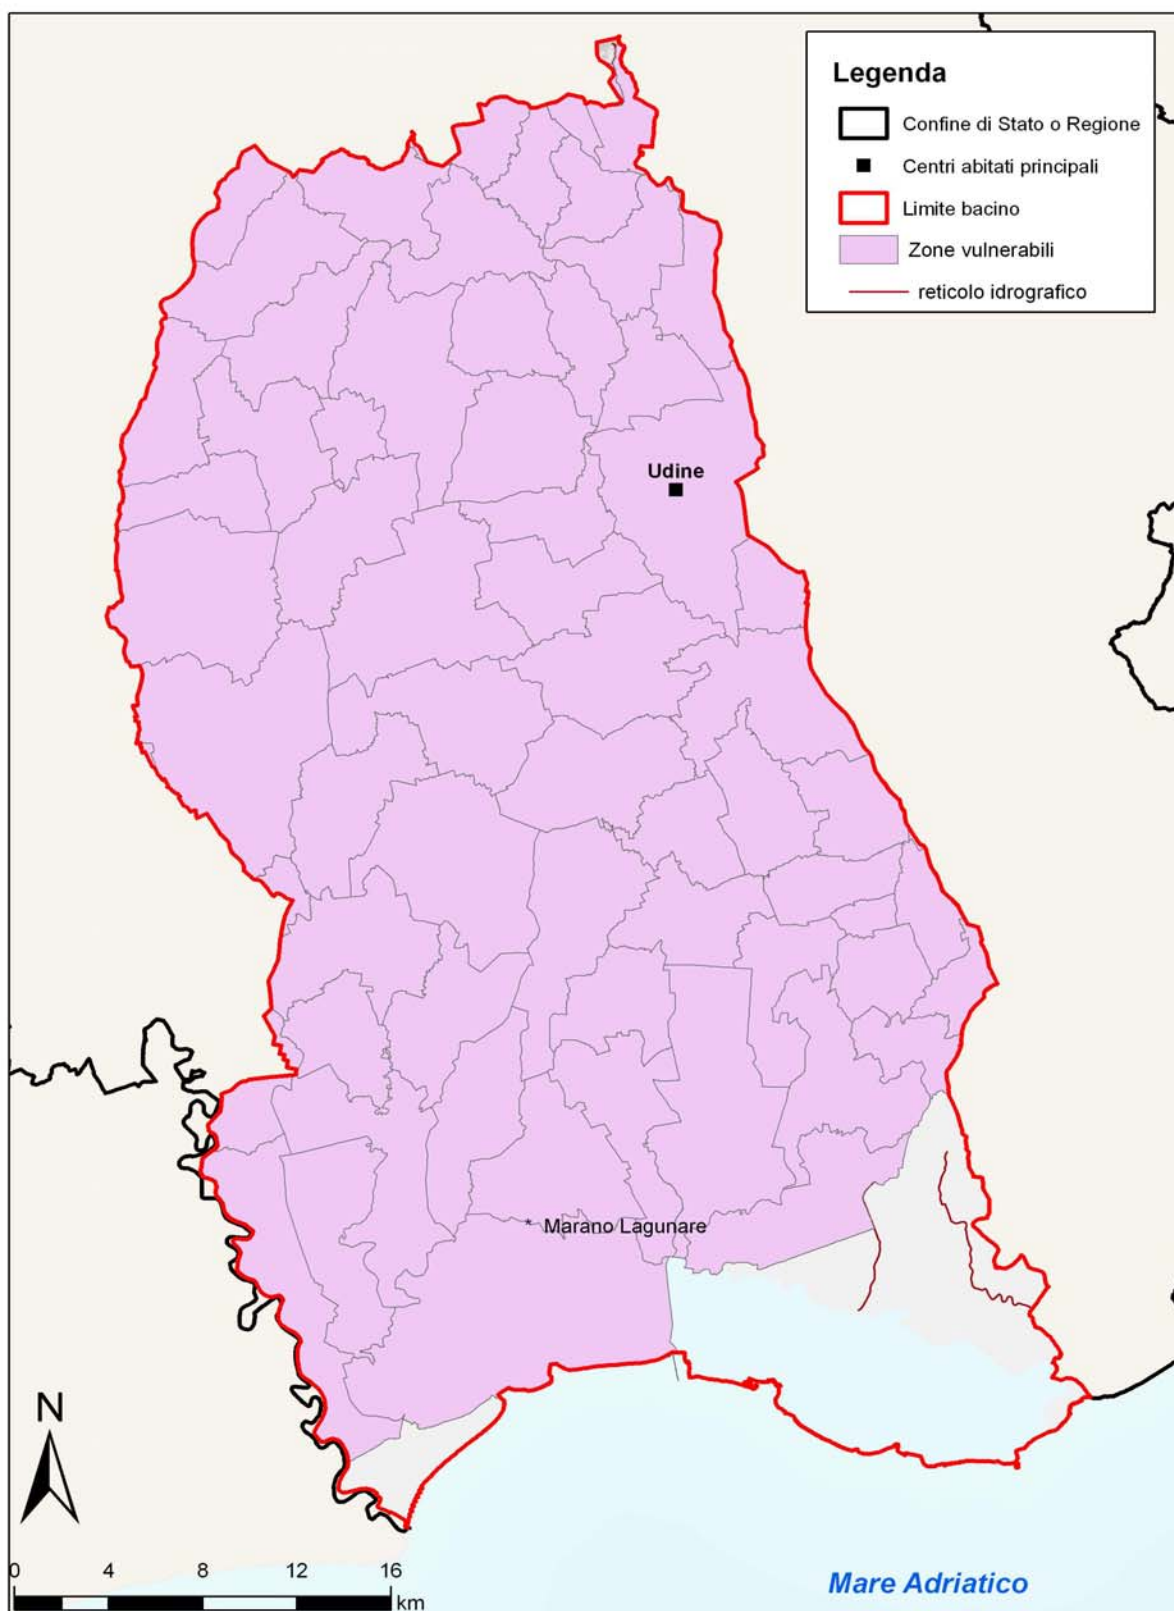 Legenda
Confine di Stato o Regione
Centri abitati principali
Limite bacino
Zone vulnerabili
reticolo idrografico
Udine
* Marano Lagunare
N
0 4 8 12 16
km
Mare Adriatico